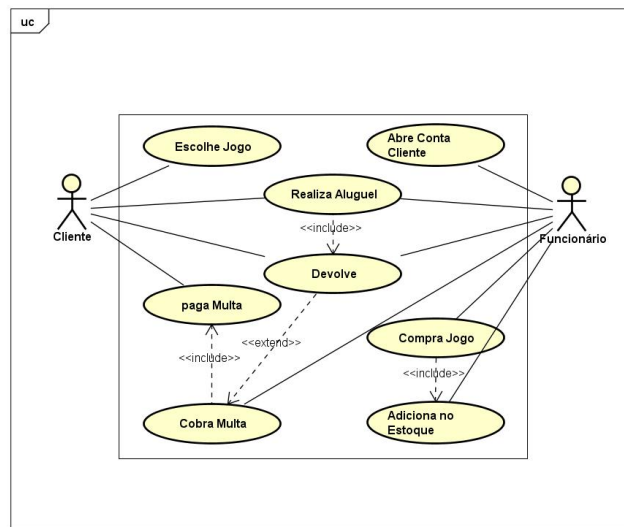 uc
Escolhe Jogo
Abre Conta
Cliente
Realiza Aluguel
Cliente
Funcionário
<<include>>
Devolve
paga Multa
<<extend>>
Compra Jogo
<<include>>
<<include>>
Cobra Multa
Adiciona no
Estoque